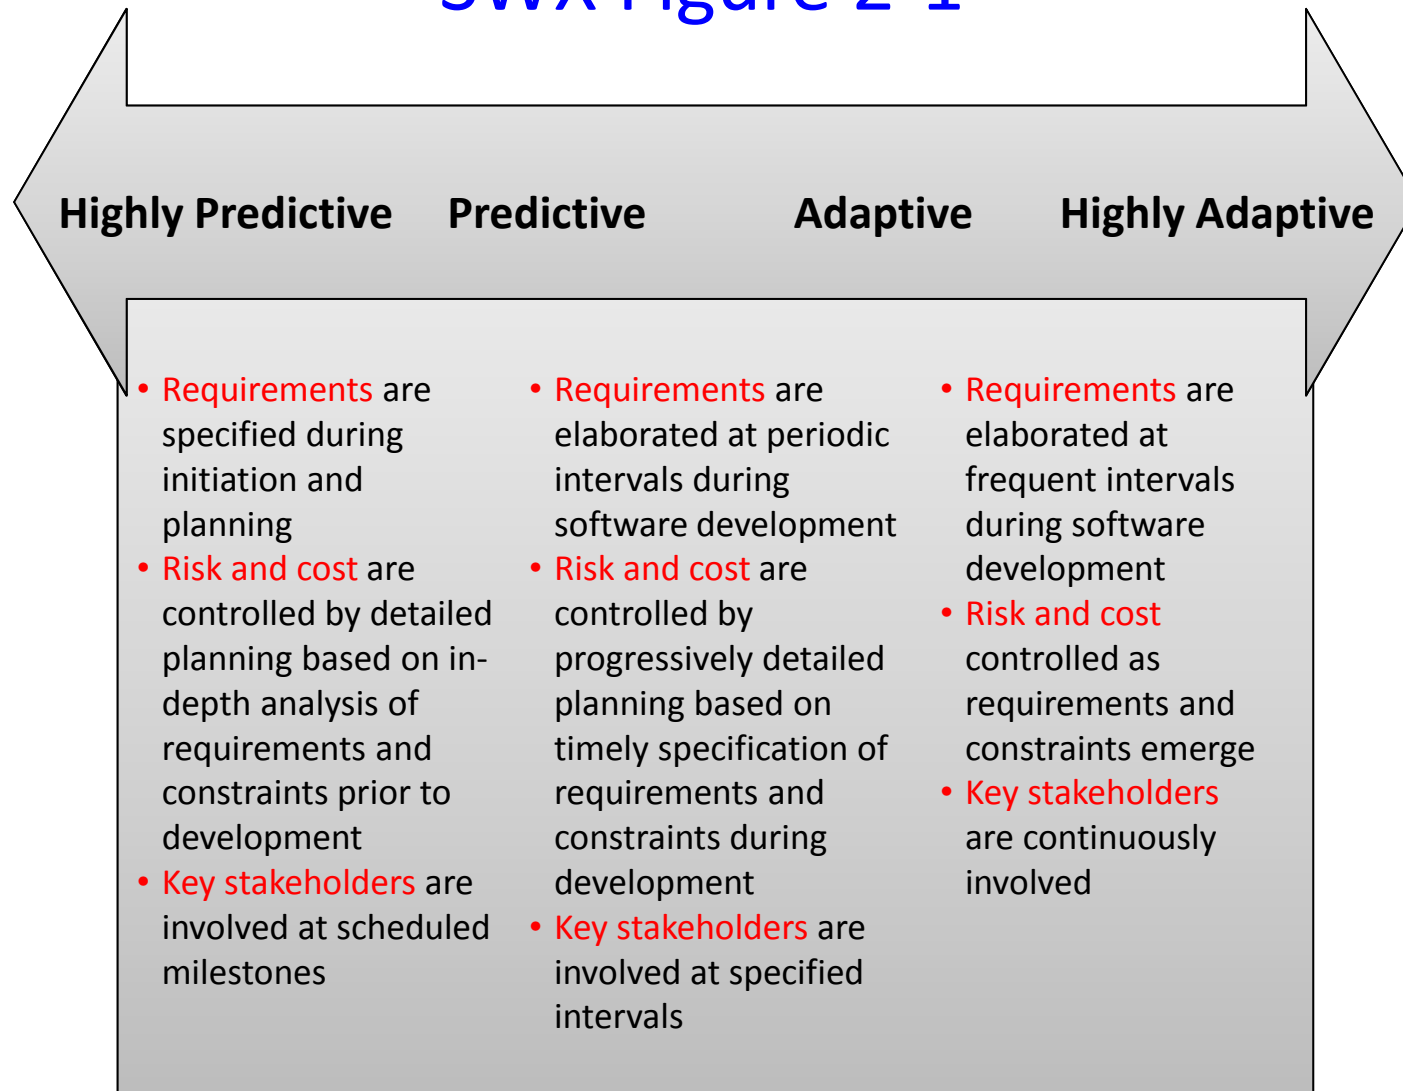 SWX Figure 2-1
Highly Predictive Predictive Adaptive Highly Adaptive
• Requirements are
specified during
initiation and
planning
• Risk and cost are
controlled by detailed
planning based on in-
depth analysis of
requirements and
constraints prior to
development
• Key stakeholders are
involved at scheduled
milestones
• Requirements are
elaborated at periodic
intervals during
software development
• Risk and cost are
controlled by
progressively detailed
planning based on
timely specification of
requirements and
constraints during
development
• Key stakeholders are
involved at specified
intervals
• Requirements are
elaborated at
frequent intervals
during software
development
• Risk and cost
controlled as
requirements and
constraints emerge
• Key stakeholders
are continuously
involved